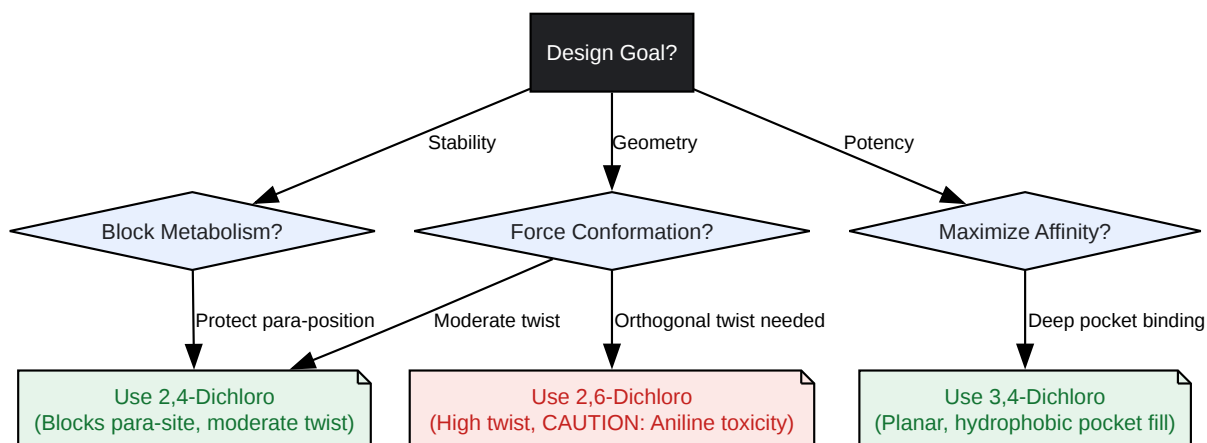 Design Goal?
Stability
Geometry
Potency
Block Metabolism?
Force Conformation?
Maximize Affinity?
Protect para-position
Moderate twist
Orthogonal twist needed
Deep pocket binding
Use 2,4-Dichloro
(Blocks para-site, moderate twist)
Use 2,6-Dichloro
(High twist, CAUTION: Aniline toxicity)
Use 3,4-Dichloro
(Planar, hydrophobic pocket fill)